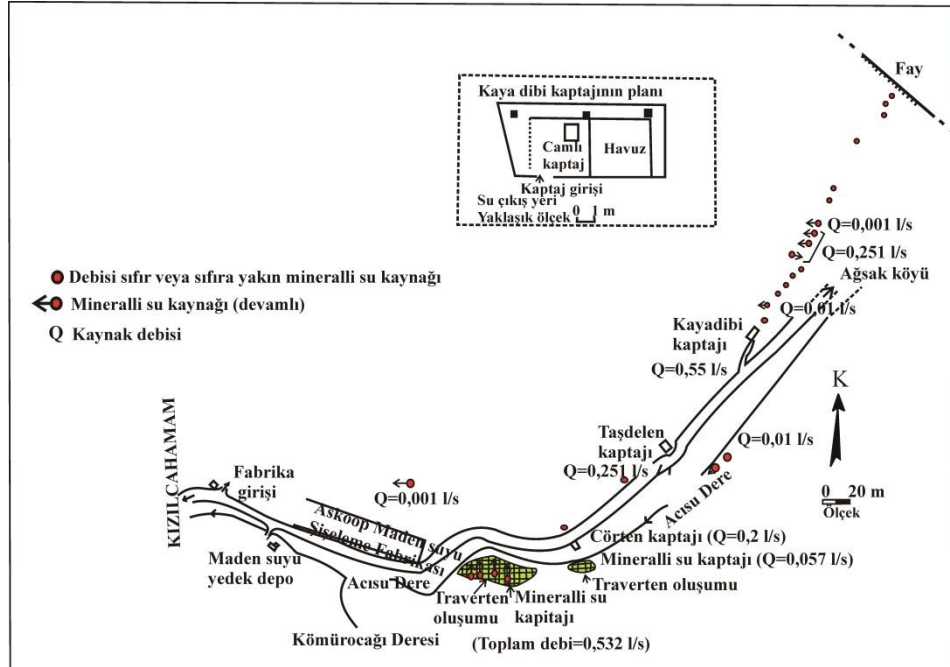 Fay
Kaya dibi kaptajının planı
Camlı
kaptaj
Havuz
Kaptaj girişi
Su çıkış yeri
Yaklaşık ölçek
0 1 m
Q=0,001 l/s
Q=0,251 l/s
Ağsak köyü
Debisi sıfır veya sıfıra yakın mineralli su kaynağı
Mineralli su kaynağı (devamlı)
Q Kaynak debisi
Q=0,01 l/s
Kayadibi
kaptajı
Q=0,55 l/s
K
Taşdelen
kaptajı
Q=0,01 l/s
Q=0,251 l/s
KIZILCAHAMAM
Fabrika
girişi
Q=0,001 l/s
0 20 m
Ölçek
Acısu Dere
Askoop Maden suyu
Şişeleme Fabrikası
Çörten kaptajı (Q=0,2 l/s)
Mineralli su kaptajı (Q=0,057 l/s)
Maden suyu
yedek depo
Acısu Dere
Traverten oluşumu
Traverten
oluşumu
Mineralli su
kapitajı
Kömürocağı Deresi
(Toplam debi=0,532 l/s)